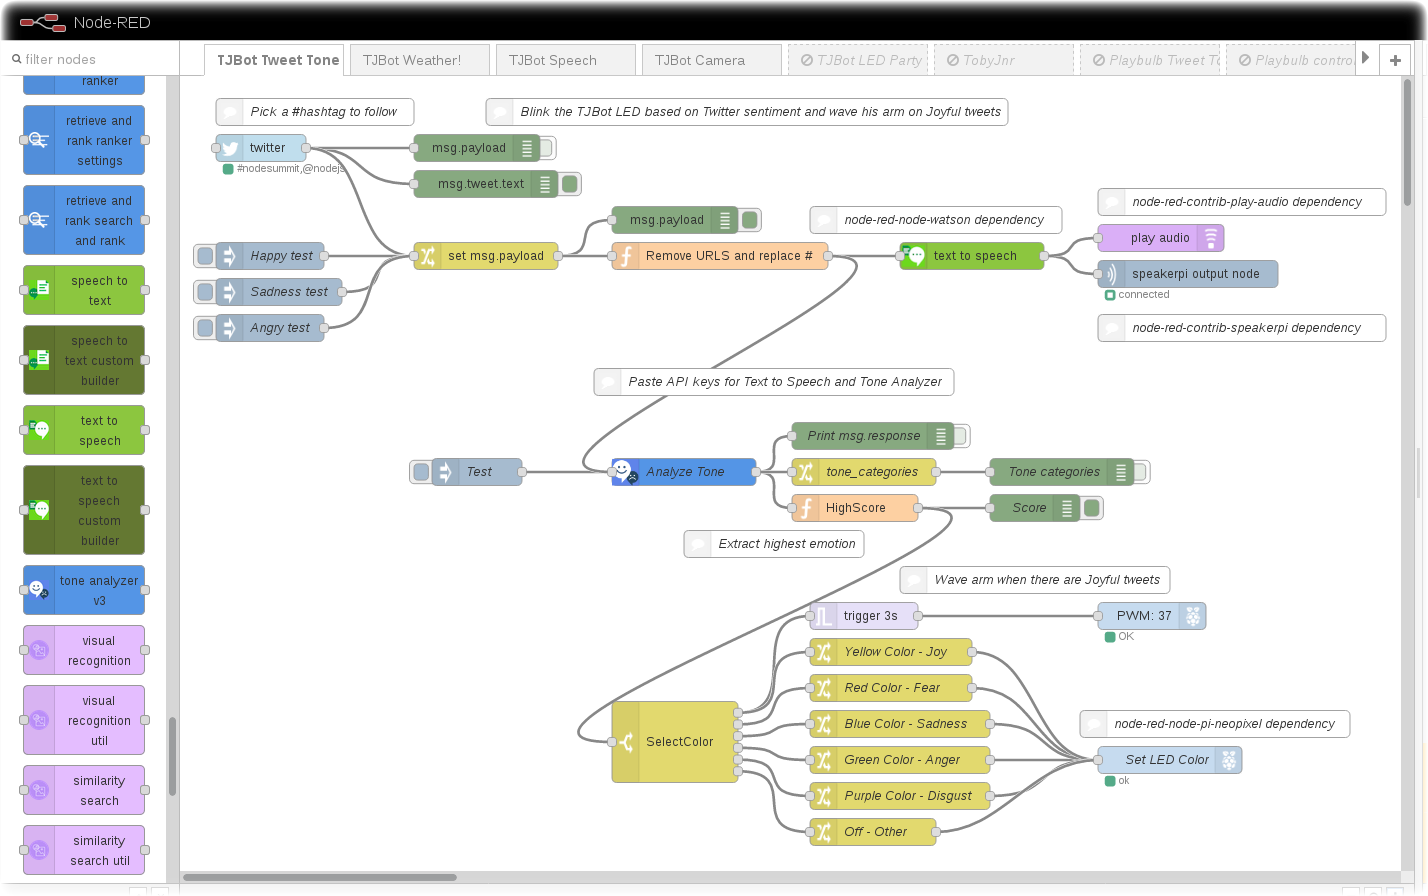 Node-RED
filter nodes
TJBot Tweet Tone
TJBot Weather!
TJBot Speech
TJBot Camera
TJBot LED Party
TobyJnr
Playbulb Tweet
Playbulb contro
ranker
retrieve and
rank ranker
settings
retrieve and
rank search
and rank
speech to
text
speech to
text custom
builder
text to
speech
text to
speech
custom
builder
tone analyzer
v3
visual
recognition
visual
recognition
util
similarity
search
similarity
search util
Pick a #hashtag to follow
Blink the TJBot LED based on Twitter sentiment and wave his arm on Joyful tweets
twitter
#nodesummit,@nodejs
msg.payload
msg.tweet.text
msg.payload
node-red-node-watson dependency
node-red-contrib-play-audio dependency
play audio
Happy test
set msg.payload
Remove URLS and replace #
text to speech
speakerpi output node
connected
Sadness test
Angry test
node-red-contrib-speakerpi dependency
Paste API keys for Text to Speech and Tone Analyzer
Print msg.response
Test
Analyze Tone
tone_categories
Tone categories
HighScore
Score
Extract highest emotion
Wave arm when there are Joyful tweets
trigger 3s
PWM: 37
OK
Yellow Color - Joy
Red Color - Fear
Blue Color - Sadness
node-red-node-pi-neopixel dependency
SelectColor
Green Color - Anger
Set LED Color
ok
Purple Color - Disgust
Off - Other